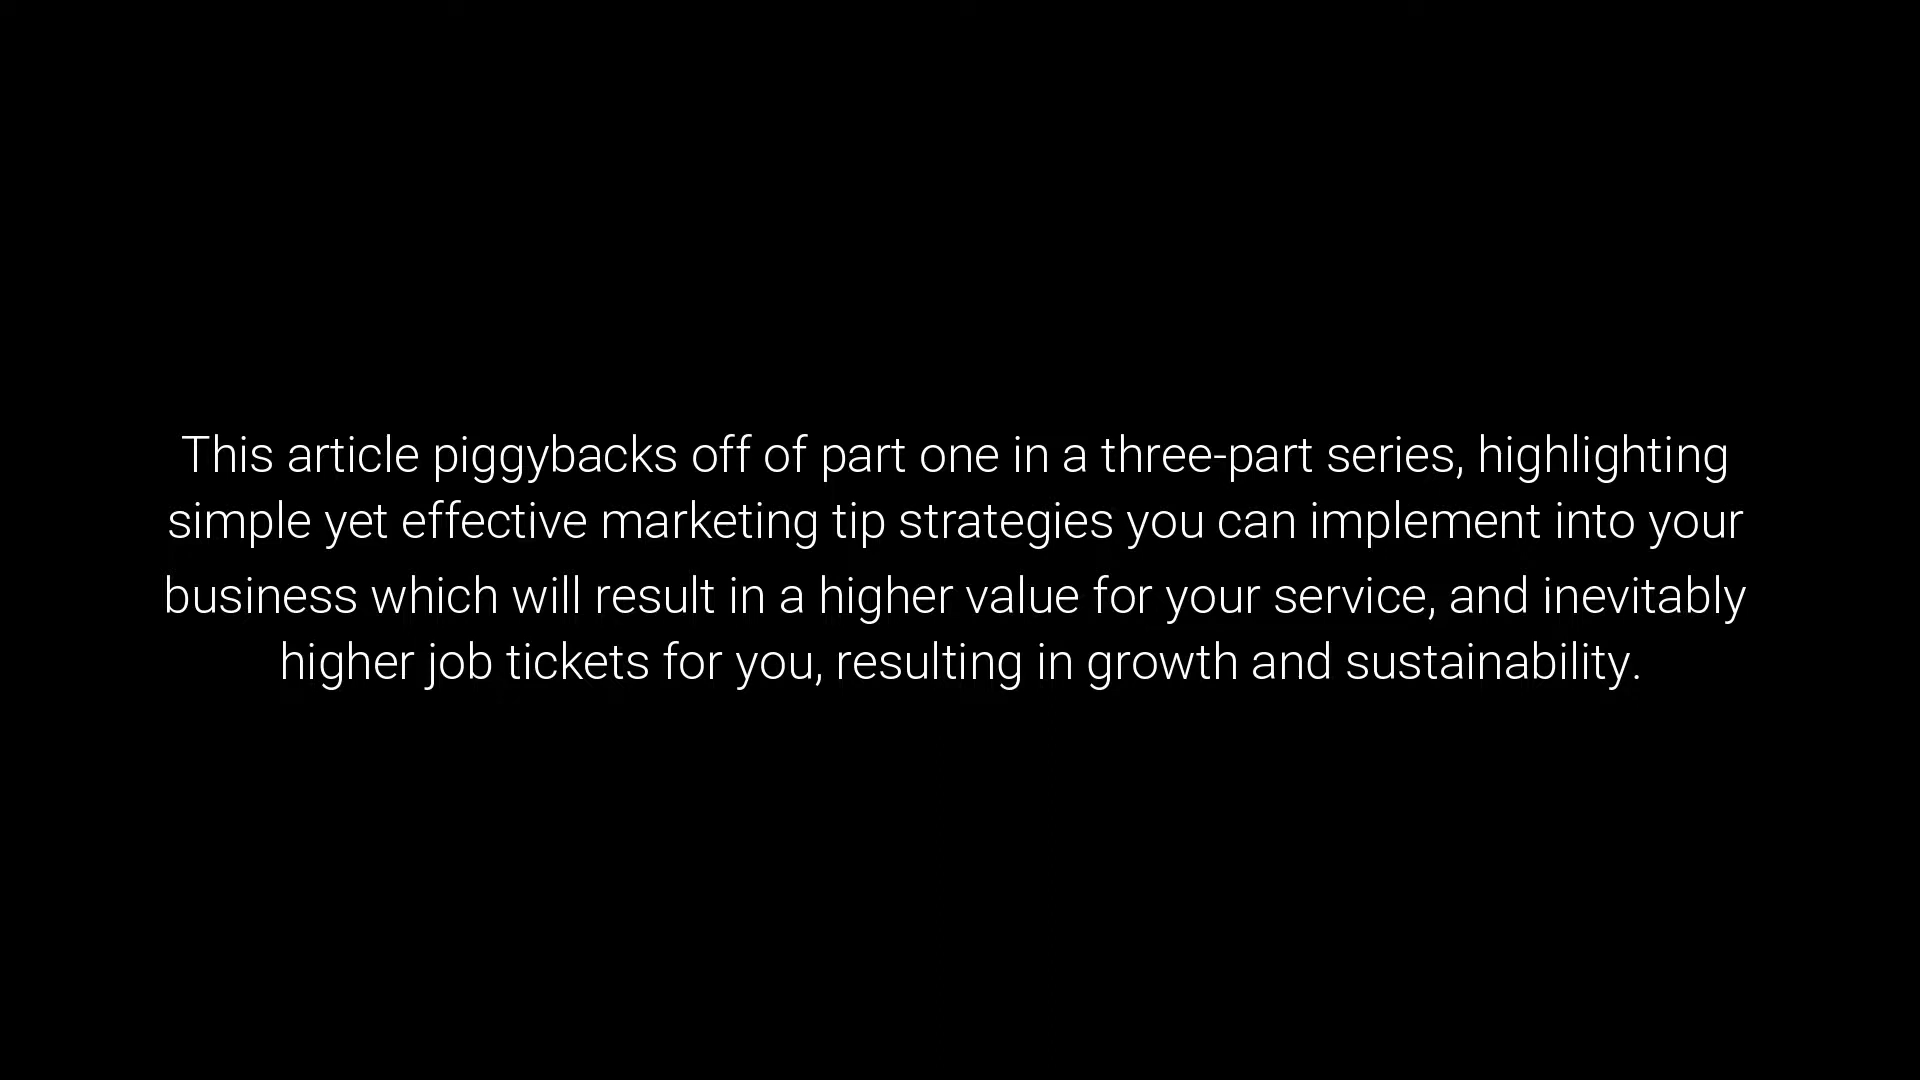 This article piggybacks off of part one in a three-part series, highlighting
simple yet effective marketing tip strategies you can implement into your
business which will result in a higher value for your service, and inevitably
higher job tickets for you, resulting in growth and sustainability.